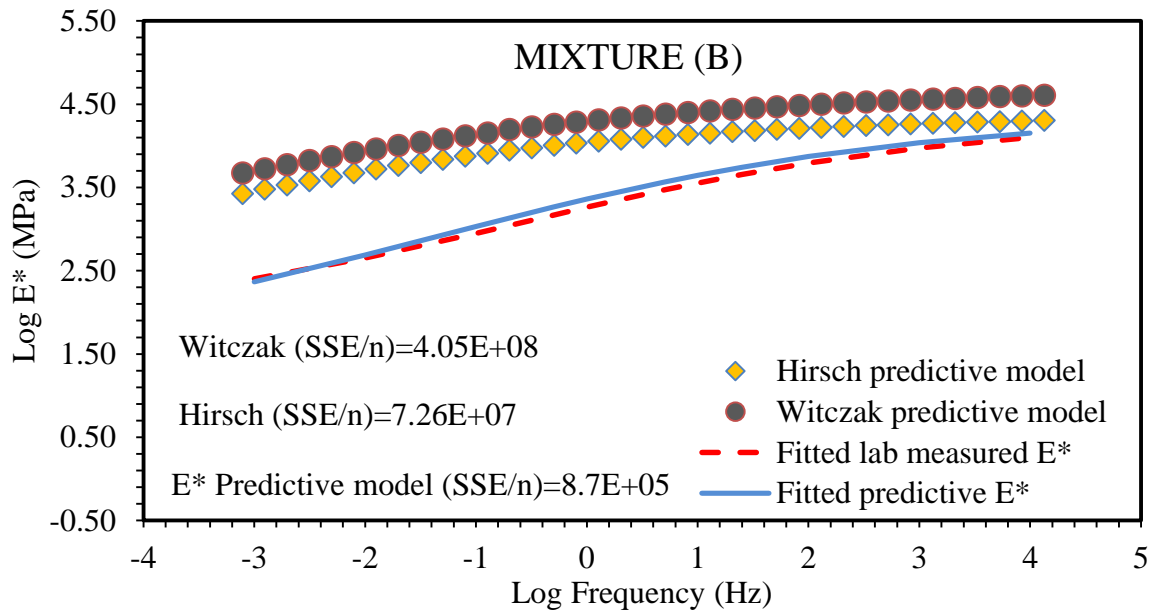 MIXTURE (B)
5.50
4.50
3.50
2.50
1.50
0.50
-0.50
Log E* (MPa)
Witczak (SSE/n)=4.05E+08
Hirsch (SSE/n)=7.26E+07
E* Predictive model (SSE/n)=8.7E+05
Hirsch predictive model
Witczak predictive model
Fitted lab measured E*
Fitted predictive E*
-4 -3 -2 -1 0 1 2 3 4 5
Log Frequency (Hz)